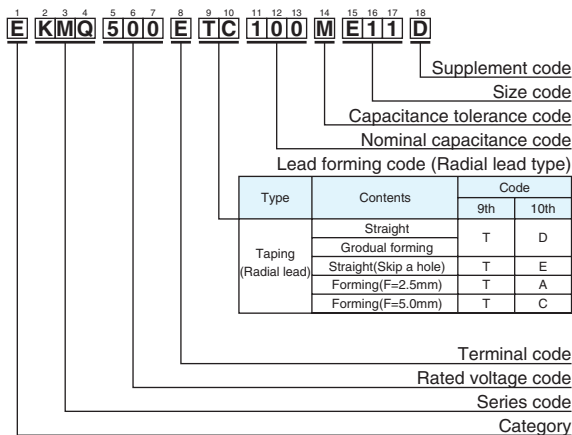 1 2 3 4 5 6 7 8 9 10 11 12 13 14 15 16 17 18
E KMQ 500 E TC 100 M E11 D
Supplement code
Size code
Capacitance tolerance code
Nominal capacitance code
Lead forming code (Radial lead type)
Type Contents Code
9th 10th
Taping (Radial lead)
Straight T D
Grodual forming
Straight(Skip a hole) T E
Forming(F=2.5mm) T A
Forming(F=5.0mm) T C
Terminal code
Rated voltage code
Series code
Category